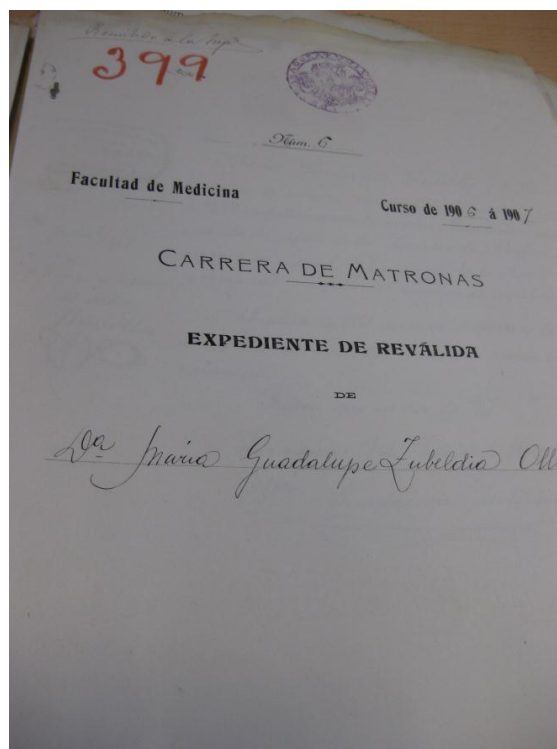 399
Núm. 6
Facultad de Medicina
Curso de 1906 á 1907
CARRERA DE MATRONAS
EXPEDIENTE DE REVÁLIDA
DE
Dª Maria Guadalupe Zubeldia